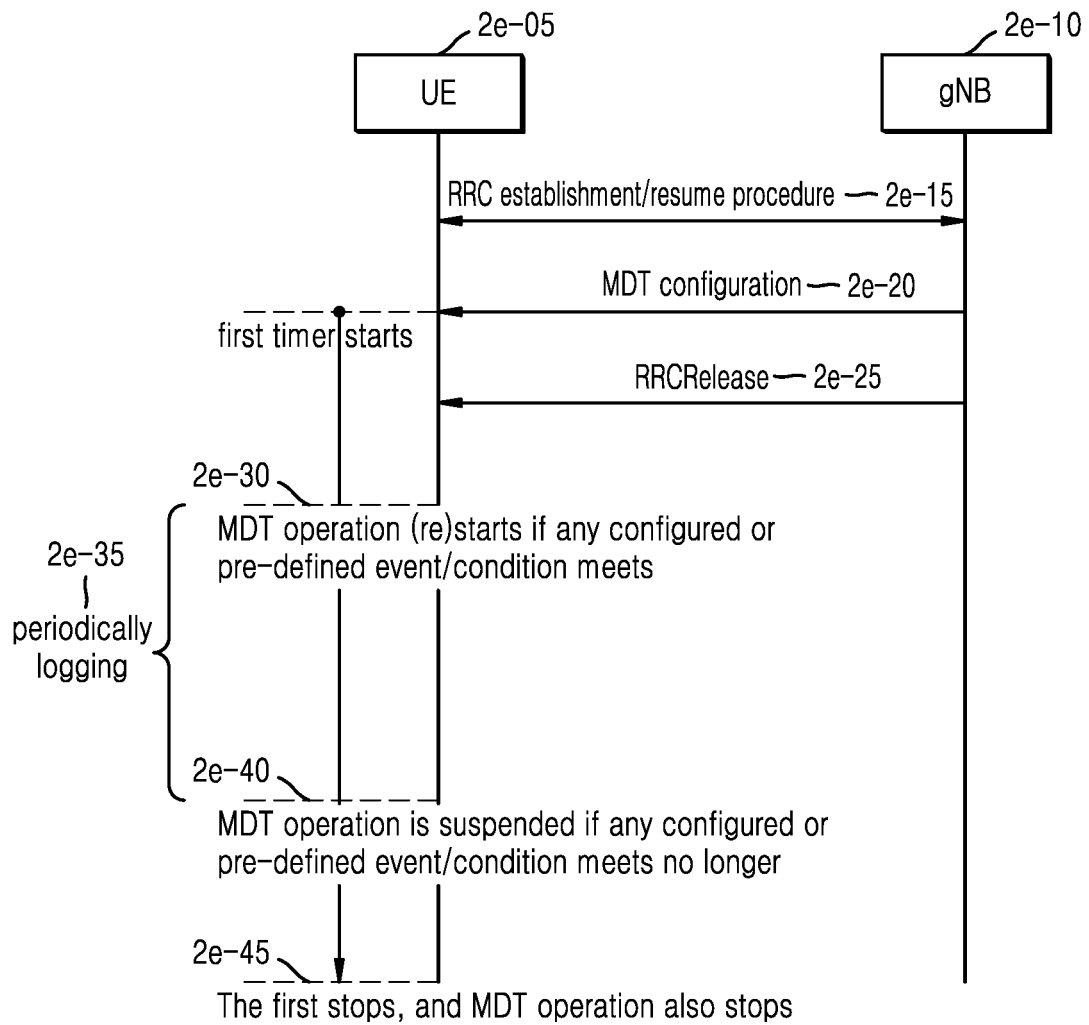 2e-05
2e-10
UE
gNB
RRC establishment/resume procedure 2e-15
MDT configuration 2e-20
first timer starts
RRCRelease 2e-25
2e-30
MDT operation (re)starts if any configured or
pre-defined event/condition meets
2e-35
periodically
logging
2e-40
MDT operation is suspended if any configured or
pre-defined event/condition meets no longer
2e-45
The first stops, and MDT operation also stops